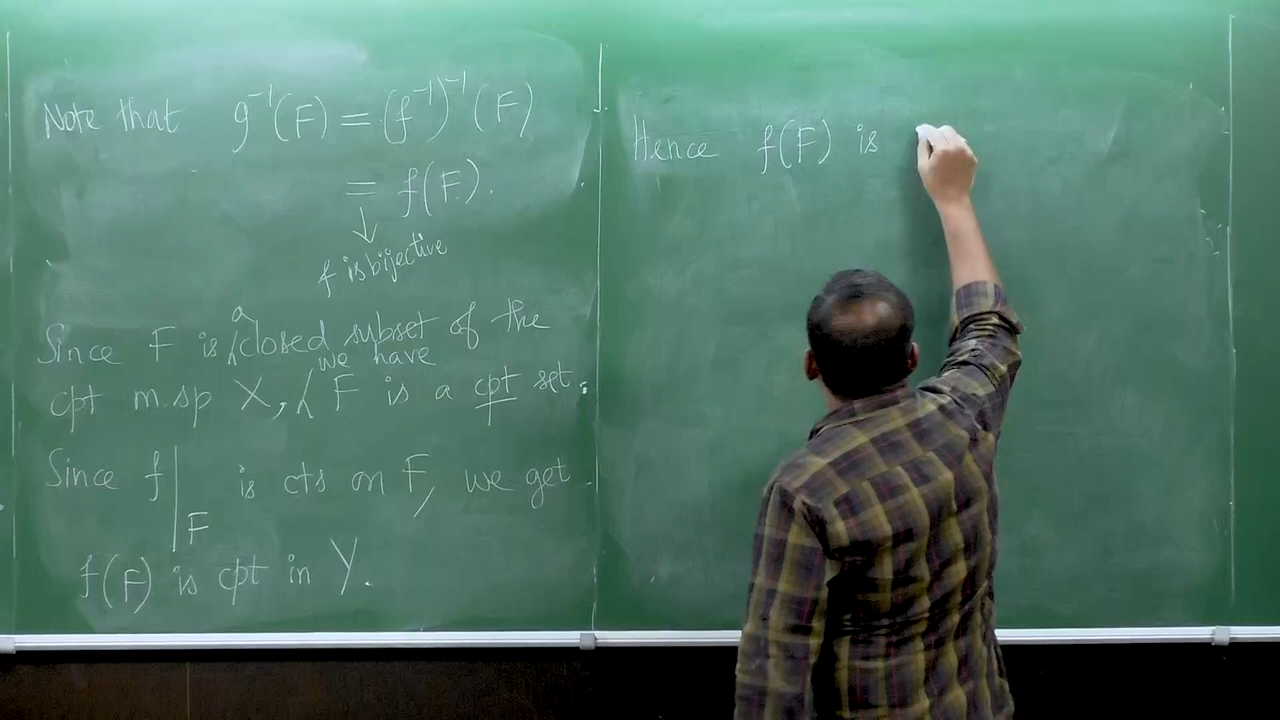 Note that g⁻¹(F) = (f⁻¹)⁻¹(F)
= f(F).
↓
f is bijective
Since F is a closed subset of the
cpt m.sp X, we have F is a cpt set.
Since f|F is cts on F, we get
f(F) is cpt in Y.
Hence f(F) is